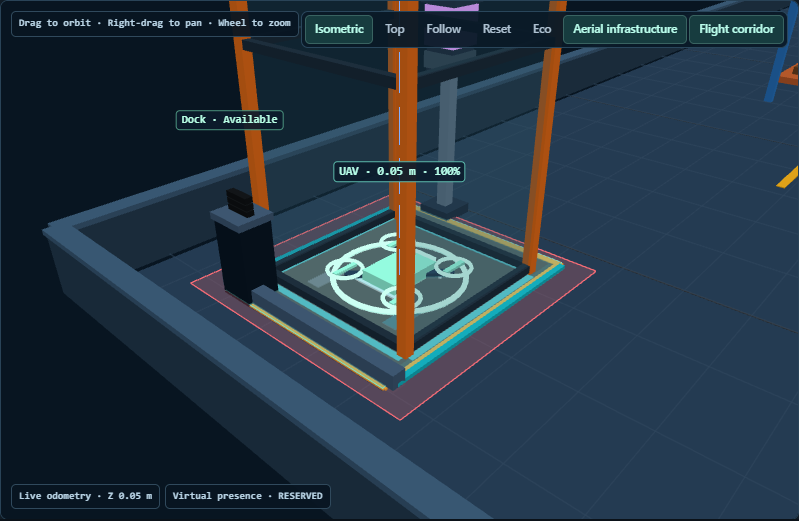 Drag to orbit · Right-drag to pan · Wheel to zoom
Isometric Top Follow Reset Eco Aerial infrastructure Flight corridor
Dock · Available
UAV · 0.05 m · 100%
Live odometry · Z 0.05 m
Virtual presence · RESERVED